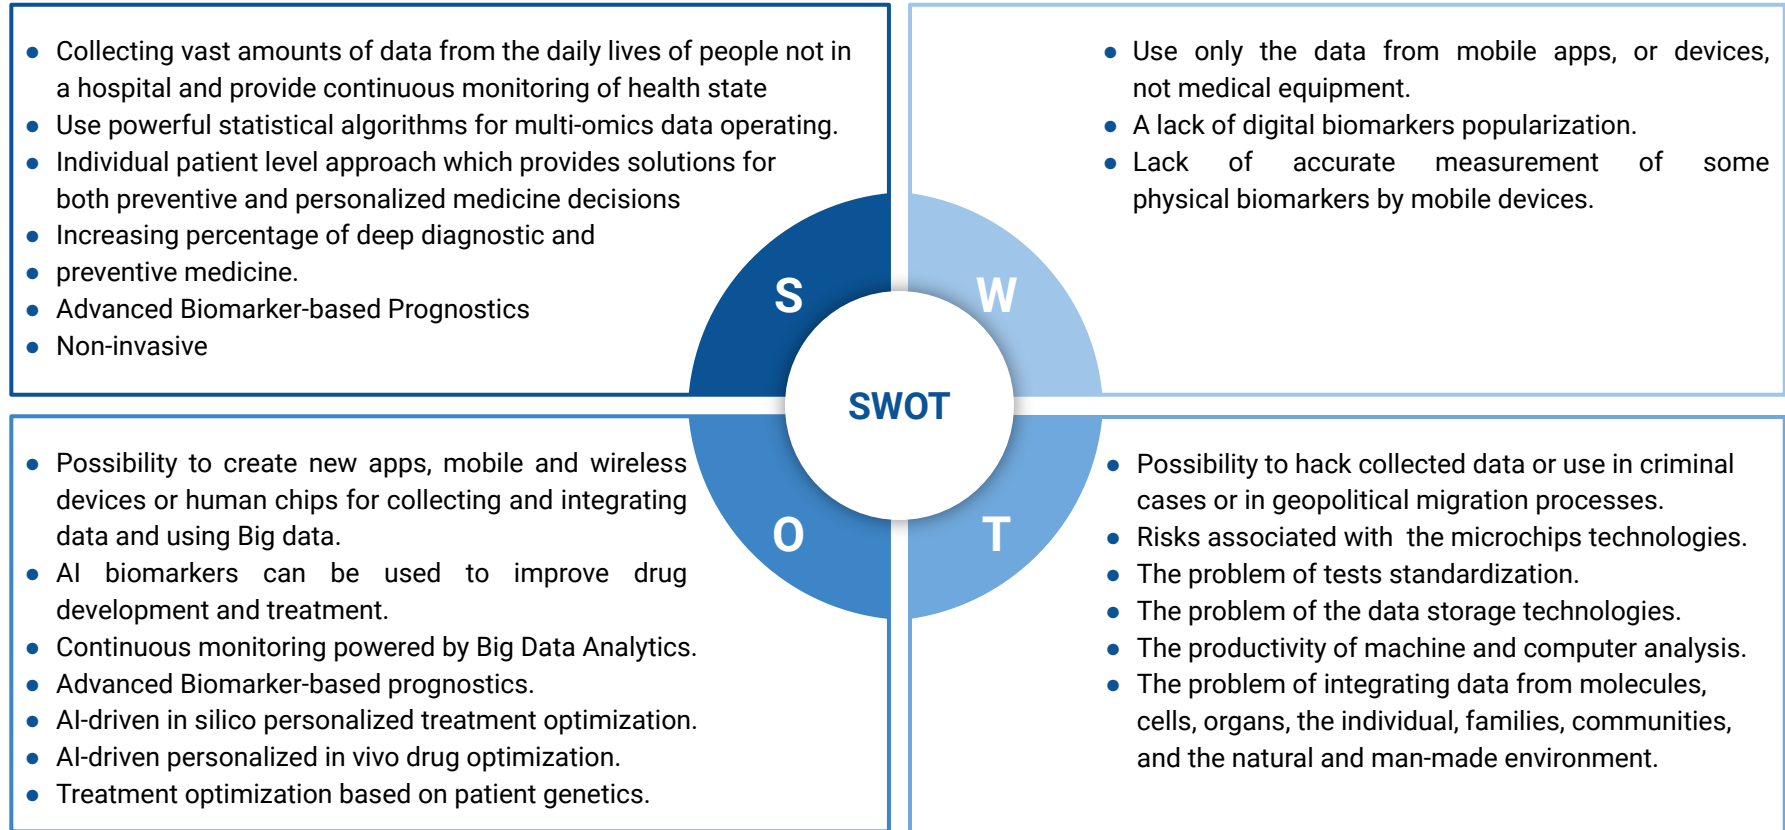 ● Collecting vast amounts of data from the daily lives of people not in
a hospital and provide continuous monitoring of health state
● Use powerful statistical algorithms for multi-omics data operating.
● Individual patient level approach which provides solutions for
both preventive and personalized medicine decisions
● Increasing percentage of deep diagnostic and
● preventive medicine.
● Advanced Biomarker-based Prognostics
● Non-invasive
● Use only the data from mobile apps, or devices,
not medical equipment.
● A lack of digital biomarkers popularization.
● Lack of accurate measurement of some
physical biomarkers by mobile devices.
S
W
SWOT
O
T
● Possibility to create new apps, mobile and wireless
devices or human chips for collecting and integrating
data and using Big data.
● AI biomarkers can be used to improve drug
development and treatment.
● Continuous monitoring powered by Big Data Analytics.
● Advanced Biomarker-based prognostics.
● AI-driven in silico personalized treatment optimization.
● AI-driven personalized in vivo drug optimization.
● Treatment optimization based on patient genetics.
● Possibility to hack collected data or use in criminal
cases or in geopolitical migration processes.
● Risks associated with the microchips technologies.
● The problem of tests standardization.
● The problem of the data storage technologies.
● The productivity of machine and computer analysis.
● The problem of integrating data from molecules,
cells, organs, the individual, families, communities,
and the natural and man-made environment.